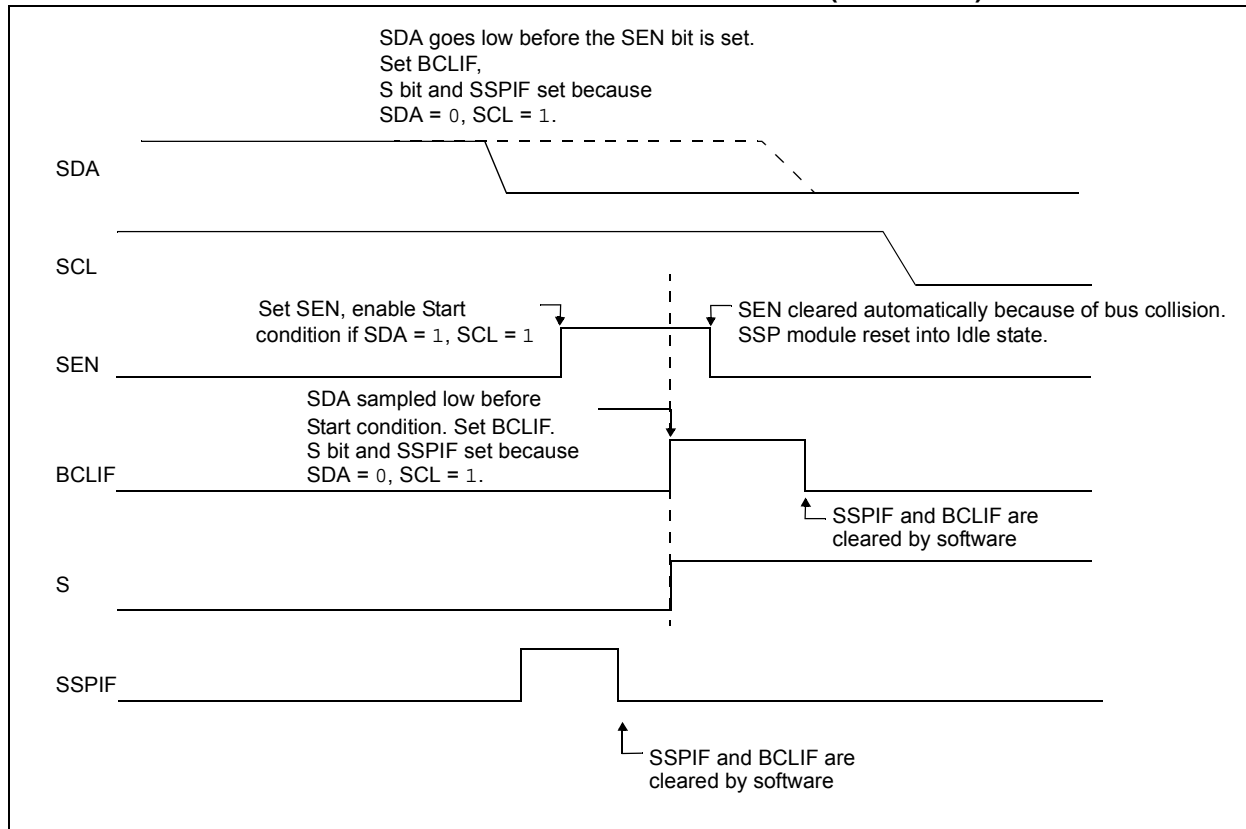 SDA goes low before the SEN bit is set.
Set BCLIF,
S bit and SSPIF set because
SDA = 0, SCL = 1.
SDA
SCL
Set SEN, enable Start
condition if SDA = 1, SCL = 1
SEN cleared automatically because of bus collision.
SSP module reset into Idle state.
SEN
SDA sampled low before
Start condition. Set BCLIF.
S bit and SSPIF set because
SDA = 0, SCL = 1.
BCLIF
SSPIF and BCLIF are
cleared by software
S
SSPIF
SSPIF and BCLIF are
cleared by software